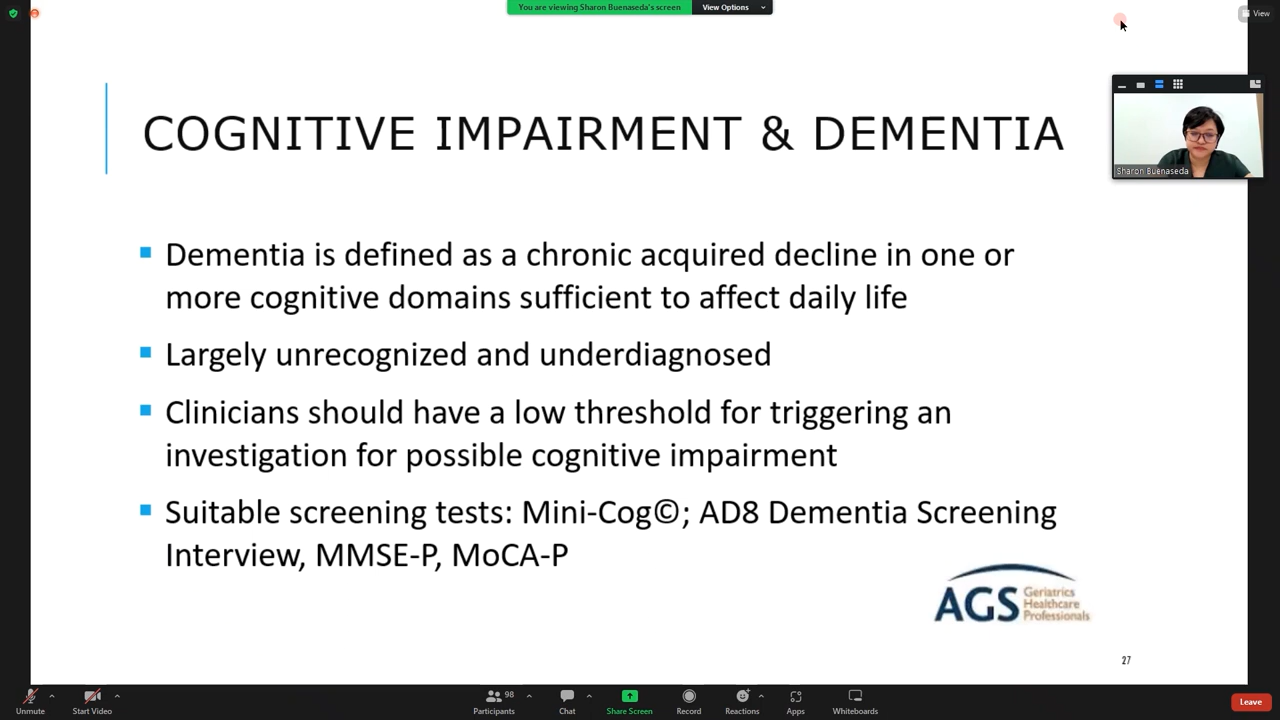 You are viewing Sharon Buenaseda's screen
View Options
View
COGNITIVE IMPAIRMENT & DEMENTIA
Sharon Buenaseda
Dementia is defined as a chronic acquired decline in one or
more cognitive domains sufficient to affect daily life
Largely unrecognized and underdiagnosed
Clinicians should have a low threshold for triggering an
investigation for possible cognitive impairment
Suitable screening tests: Mini-Cog©; AD8 Dementia Screening
Interview, MMSE-P, MoCA-P
AGS
Geriatrics
Healthcare
Professionals
27
Unmute
Start Video
98
Participants
Chat
Share Screen
Record
Reactions
Apps
Whiteboards
Leave